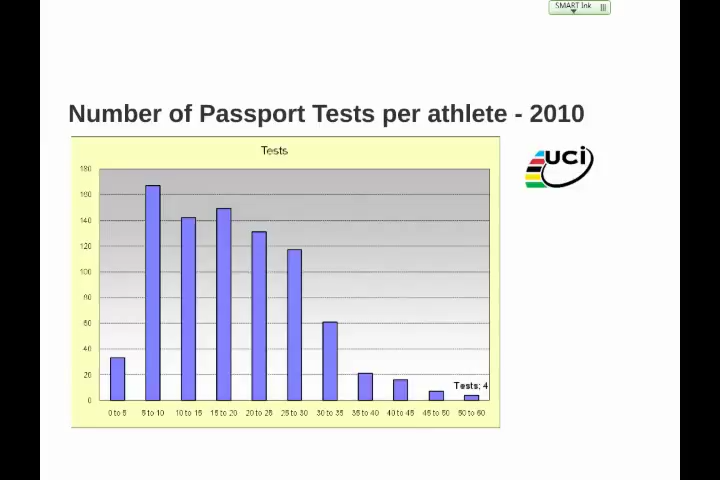 SMART Ink
Number of Passport Tests per athlete - 2010
Tests
UCi
180
160
140
120
100
80
60
40
20
0
Tests; 4
0 to 5 5 to 10 10 to 15 15 to 20 20 to 25 25 to 30 30 to 35 35 to 40 40 to 45 45 to 50 50 to 60